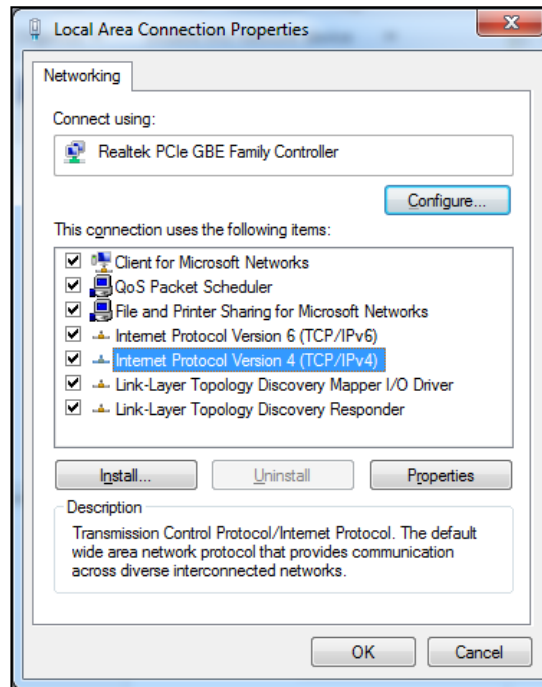 Local Area Connection Properties
Networking
Connect using:
Realtek PCIe GBE Family Controller
Configure...
This connection uses the following items:
Client for Microsoft Networks
QoS Packet Scheduler
File and Printer Sharing for Microsoft Networks
Internet Protocol Version 6 (TCP/IPv6)
Internet Protocol Version 4 (TCP/IPv4)
Link-Layer Topology Discovery Mapper I/O Driver
Link-Layer Topology Discovery Responder
Install... Uninstall Properties
Description
Transmission Control Protocol/Internet Protocol. The default
wide area network protocol that provides communication
across diverse interconnected networks.
OK Cancel